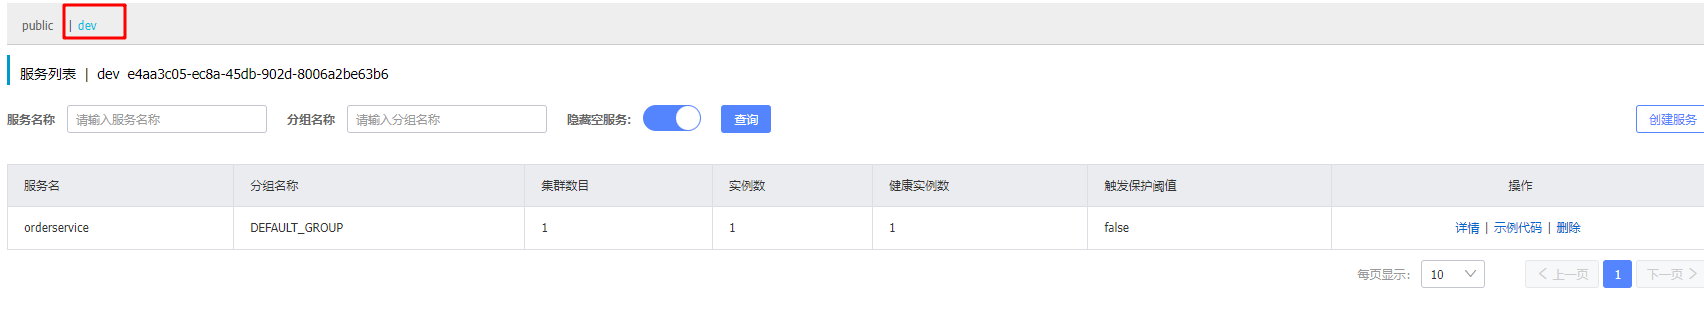 public | dev
服务列表 | dev e4aa3c05-ec8a-45db-902d-8006a2be63b6
服务名称 请输入服务名称 分组名称 请输入分组名称 隐藏空服务: 查询 创建服务
服务名 分组名称 集群数目 实例数 健康实例数 触发保护阈值 操作
orderservice DEFAULT_GROUP 1 1 1 false 详情 | 示例代码 | 删除
每页显示: 10 上一页 1 下一页